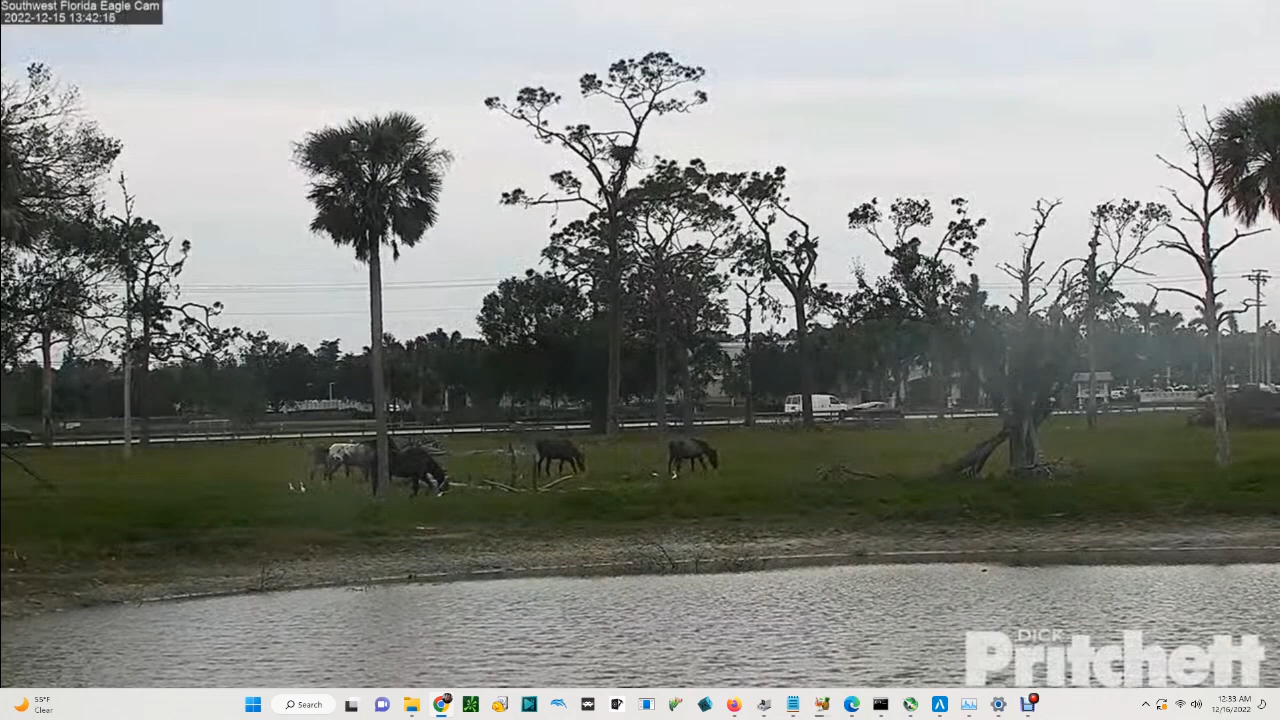 Southwest Florida Eagle Cam
2022-12-15 13:42:16
DICK
Pritchett
55°F
Clear
Search
12:33 AM
12/16/2022